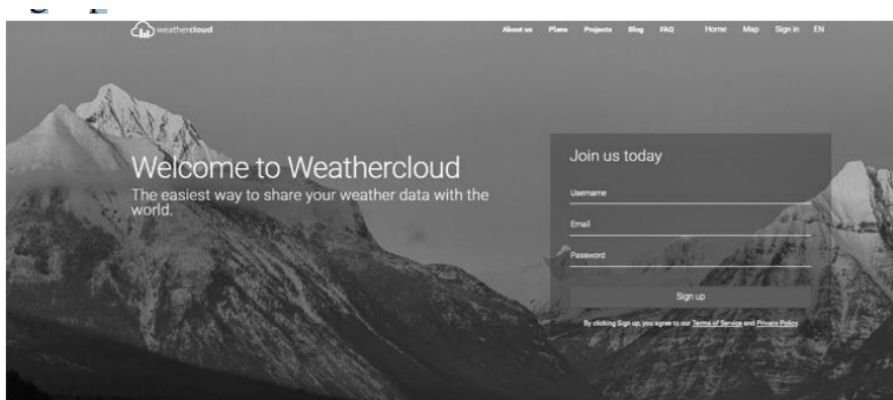 weathercloud
About us Plans Projects Blog FAQ Home Map Sign in EN
Welcome to Weathercloud
The easiest way to share your weather data with the
world.
Join us today
Username
Email
Password
Sign up
By clicking Sign up, you agree to our Terms of Service and Privacy Policy